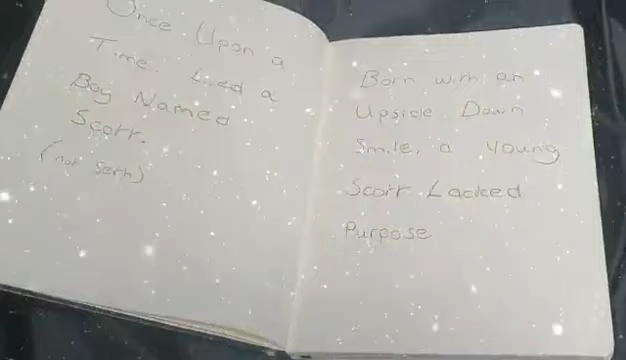 Once Upon a
Time. Lived a
Boy Named
Scott.
(not Seth)
Born with an
Upside Down
Smile, a Young
Scott Lacked
Purpose